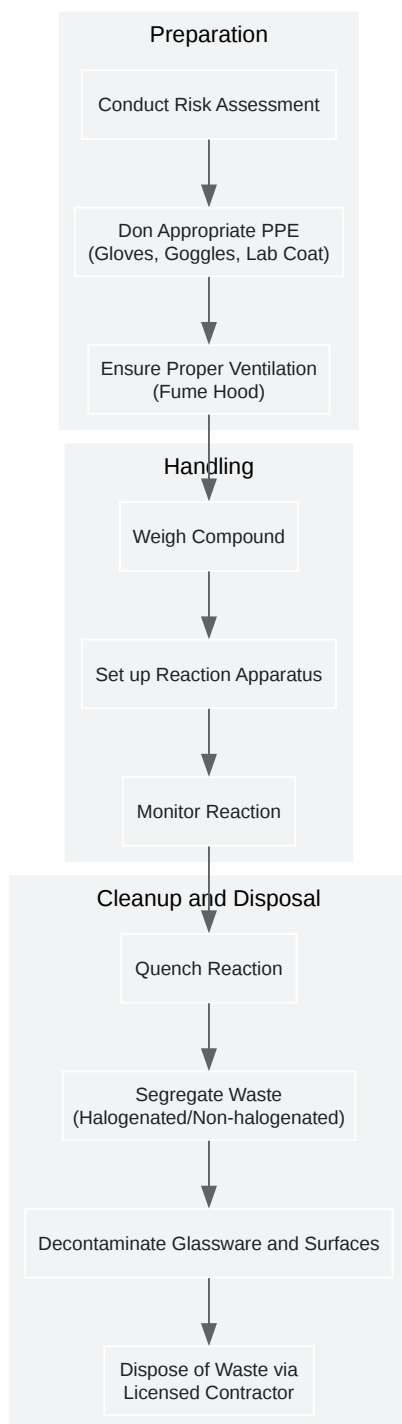 Preparation
Conduct Risk Assessment
Don Appropriate PPE
(Gloves, Goggles, Lab Coat)
Ensure Proper Ventilation
(Fume Hood)
Handling
Weigh Compound
Set up Reaction Apparatus
Monitor Reaction
Cleanup and Disposal
Quench Reaction
Segregate Waste
(Halogenated/Non-halogenated)
Decontaminate Glassware and Surfaces
Dispose of Waste via
Licensed Contractor